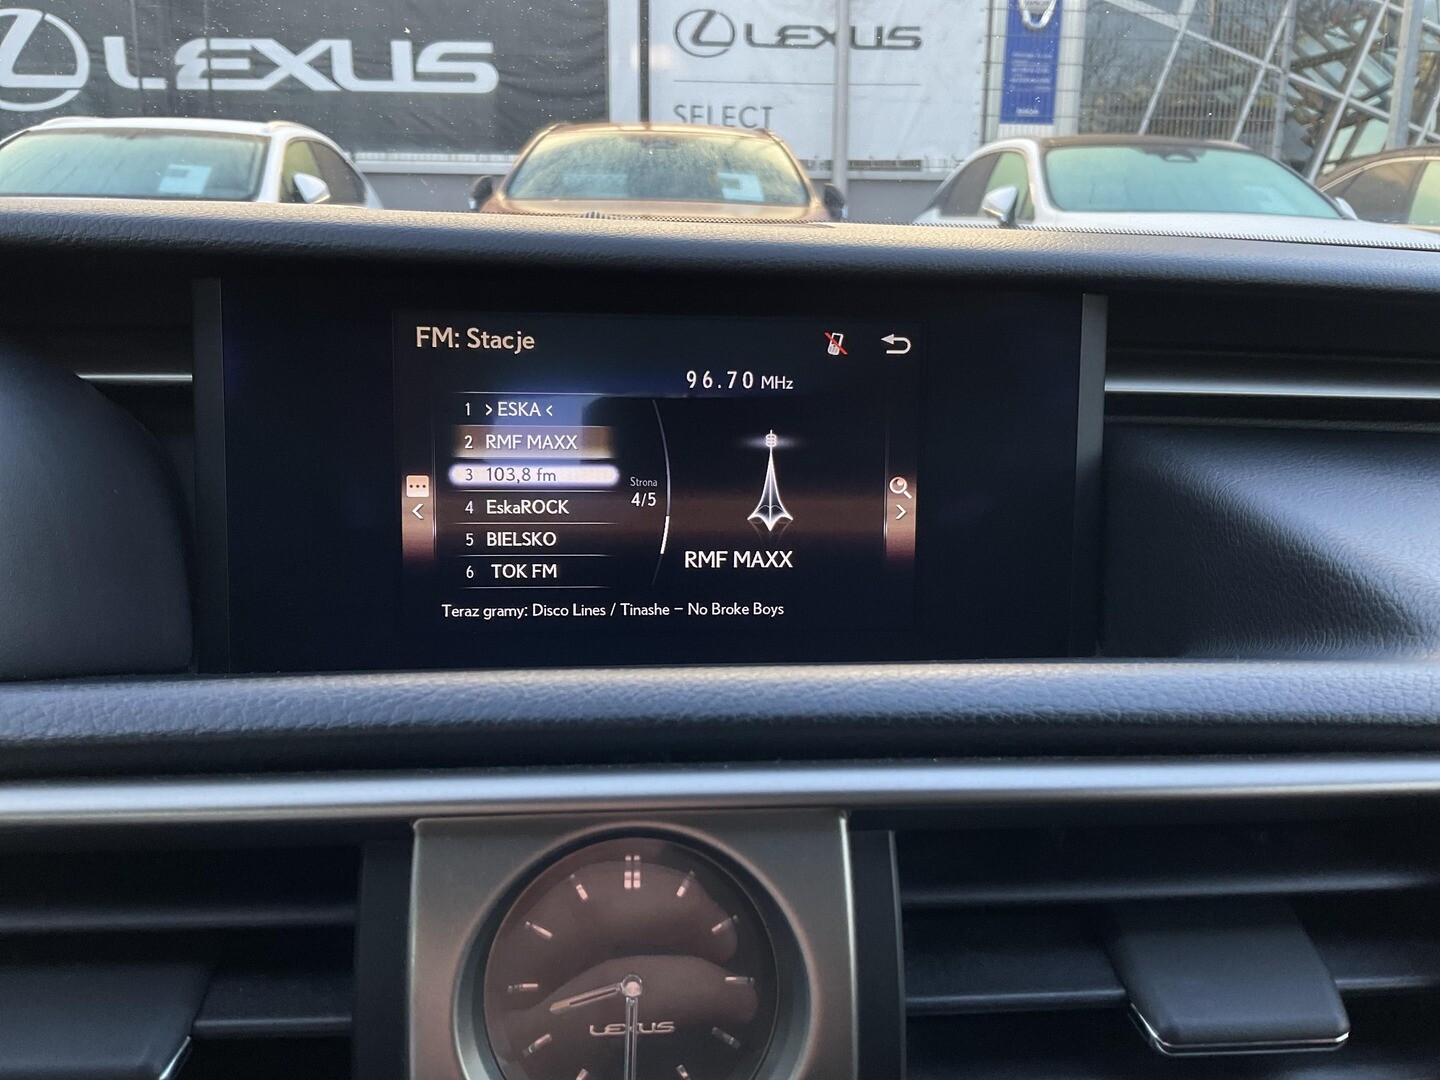 LEXUS
LEXUS
SELECT
FM: Stacje
96.70 MHz
1 > ESKA <
2 RMF MAXX
3 103,8 fm
4 EskaROCK
5 BIELSKO
6 TOK FM
Strona
4/5
RMF MAXX
Teraz gramy: Disco Lines / Tinashe – No Broke Boys
LEXUS